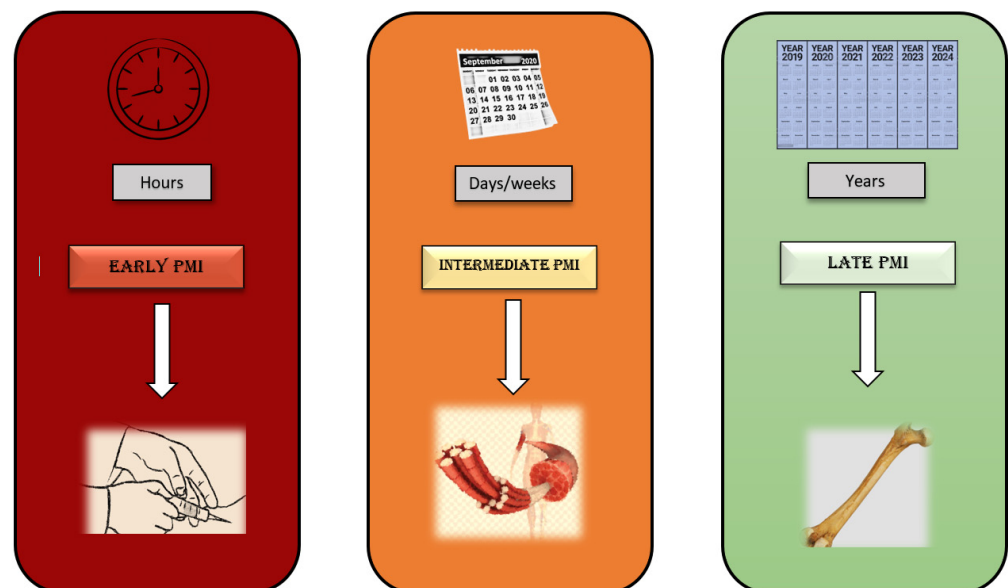 September 2020
01 02 03 04 05
06 07 08 09 10 11 12
13 14 15 16 17 18 19
20 21 22 23 24 25 26
27 28 29 30
YEAR YEAR YEAR YEAR YEAR YEAR
2019 2020 2021 2022 2023 2024
Hours
Days/weeks
Years
EARLY PMI
INTERMEDIATE PMI
LATE PMI